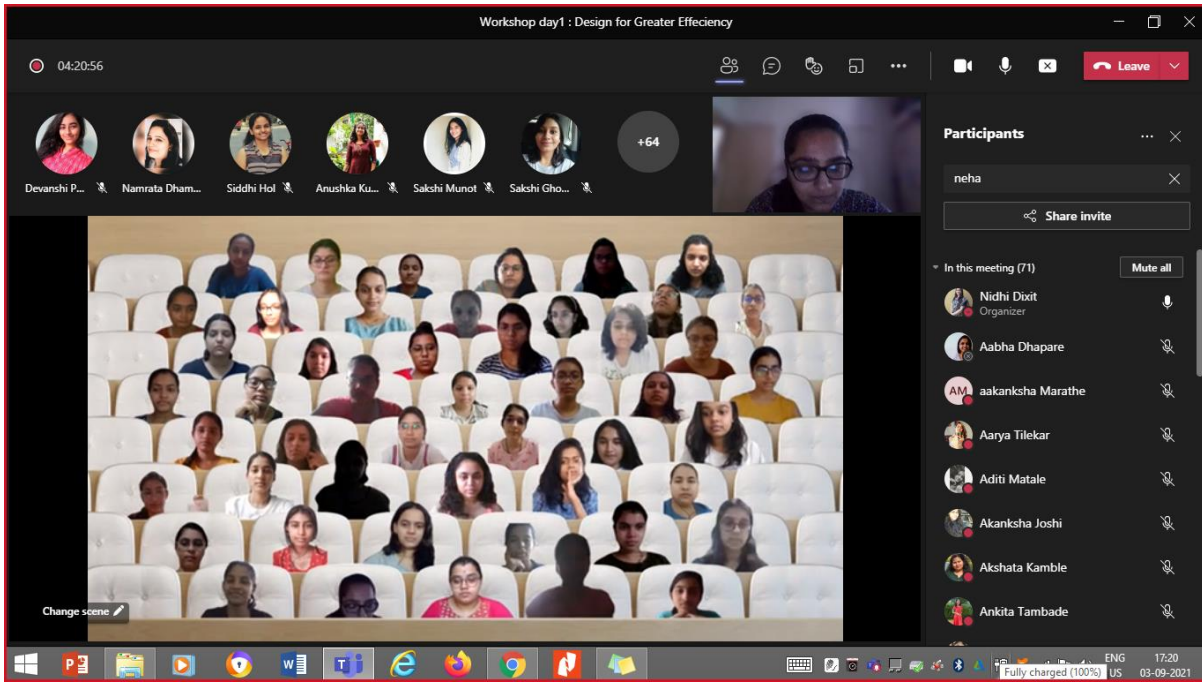 Workshop day1 : Design for Greater Effeciency
04:20:56
Leave
Devanshi P...
Namrata Dham...
Siddhi Hol
Anushka Ku...
Sakshi Munot
Sakshi Gho...
+64
Participants
neha
Share invite
In this meeting (71)
Mute all
Nidhi Dixit
Organizer
Aabha Dhapare
AM
aakanksha Marathe
Aarya Tilekar
Aditi Matale
Akanksha Joshi
Akshata Kamble
Ankita Tambade
Change scene
ENG
US
17:20
03-09-2021
Fully charged (100%)